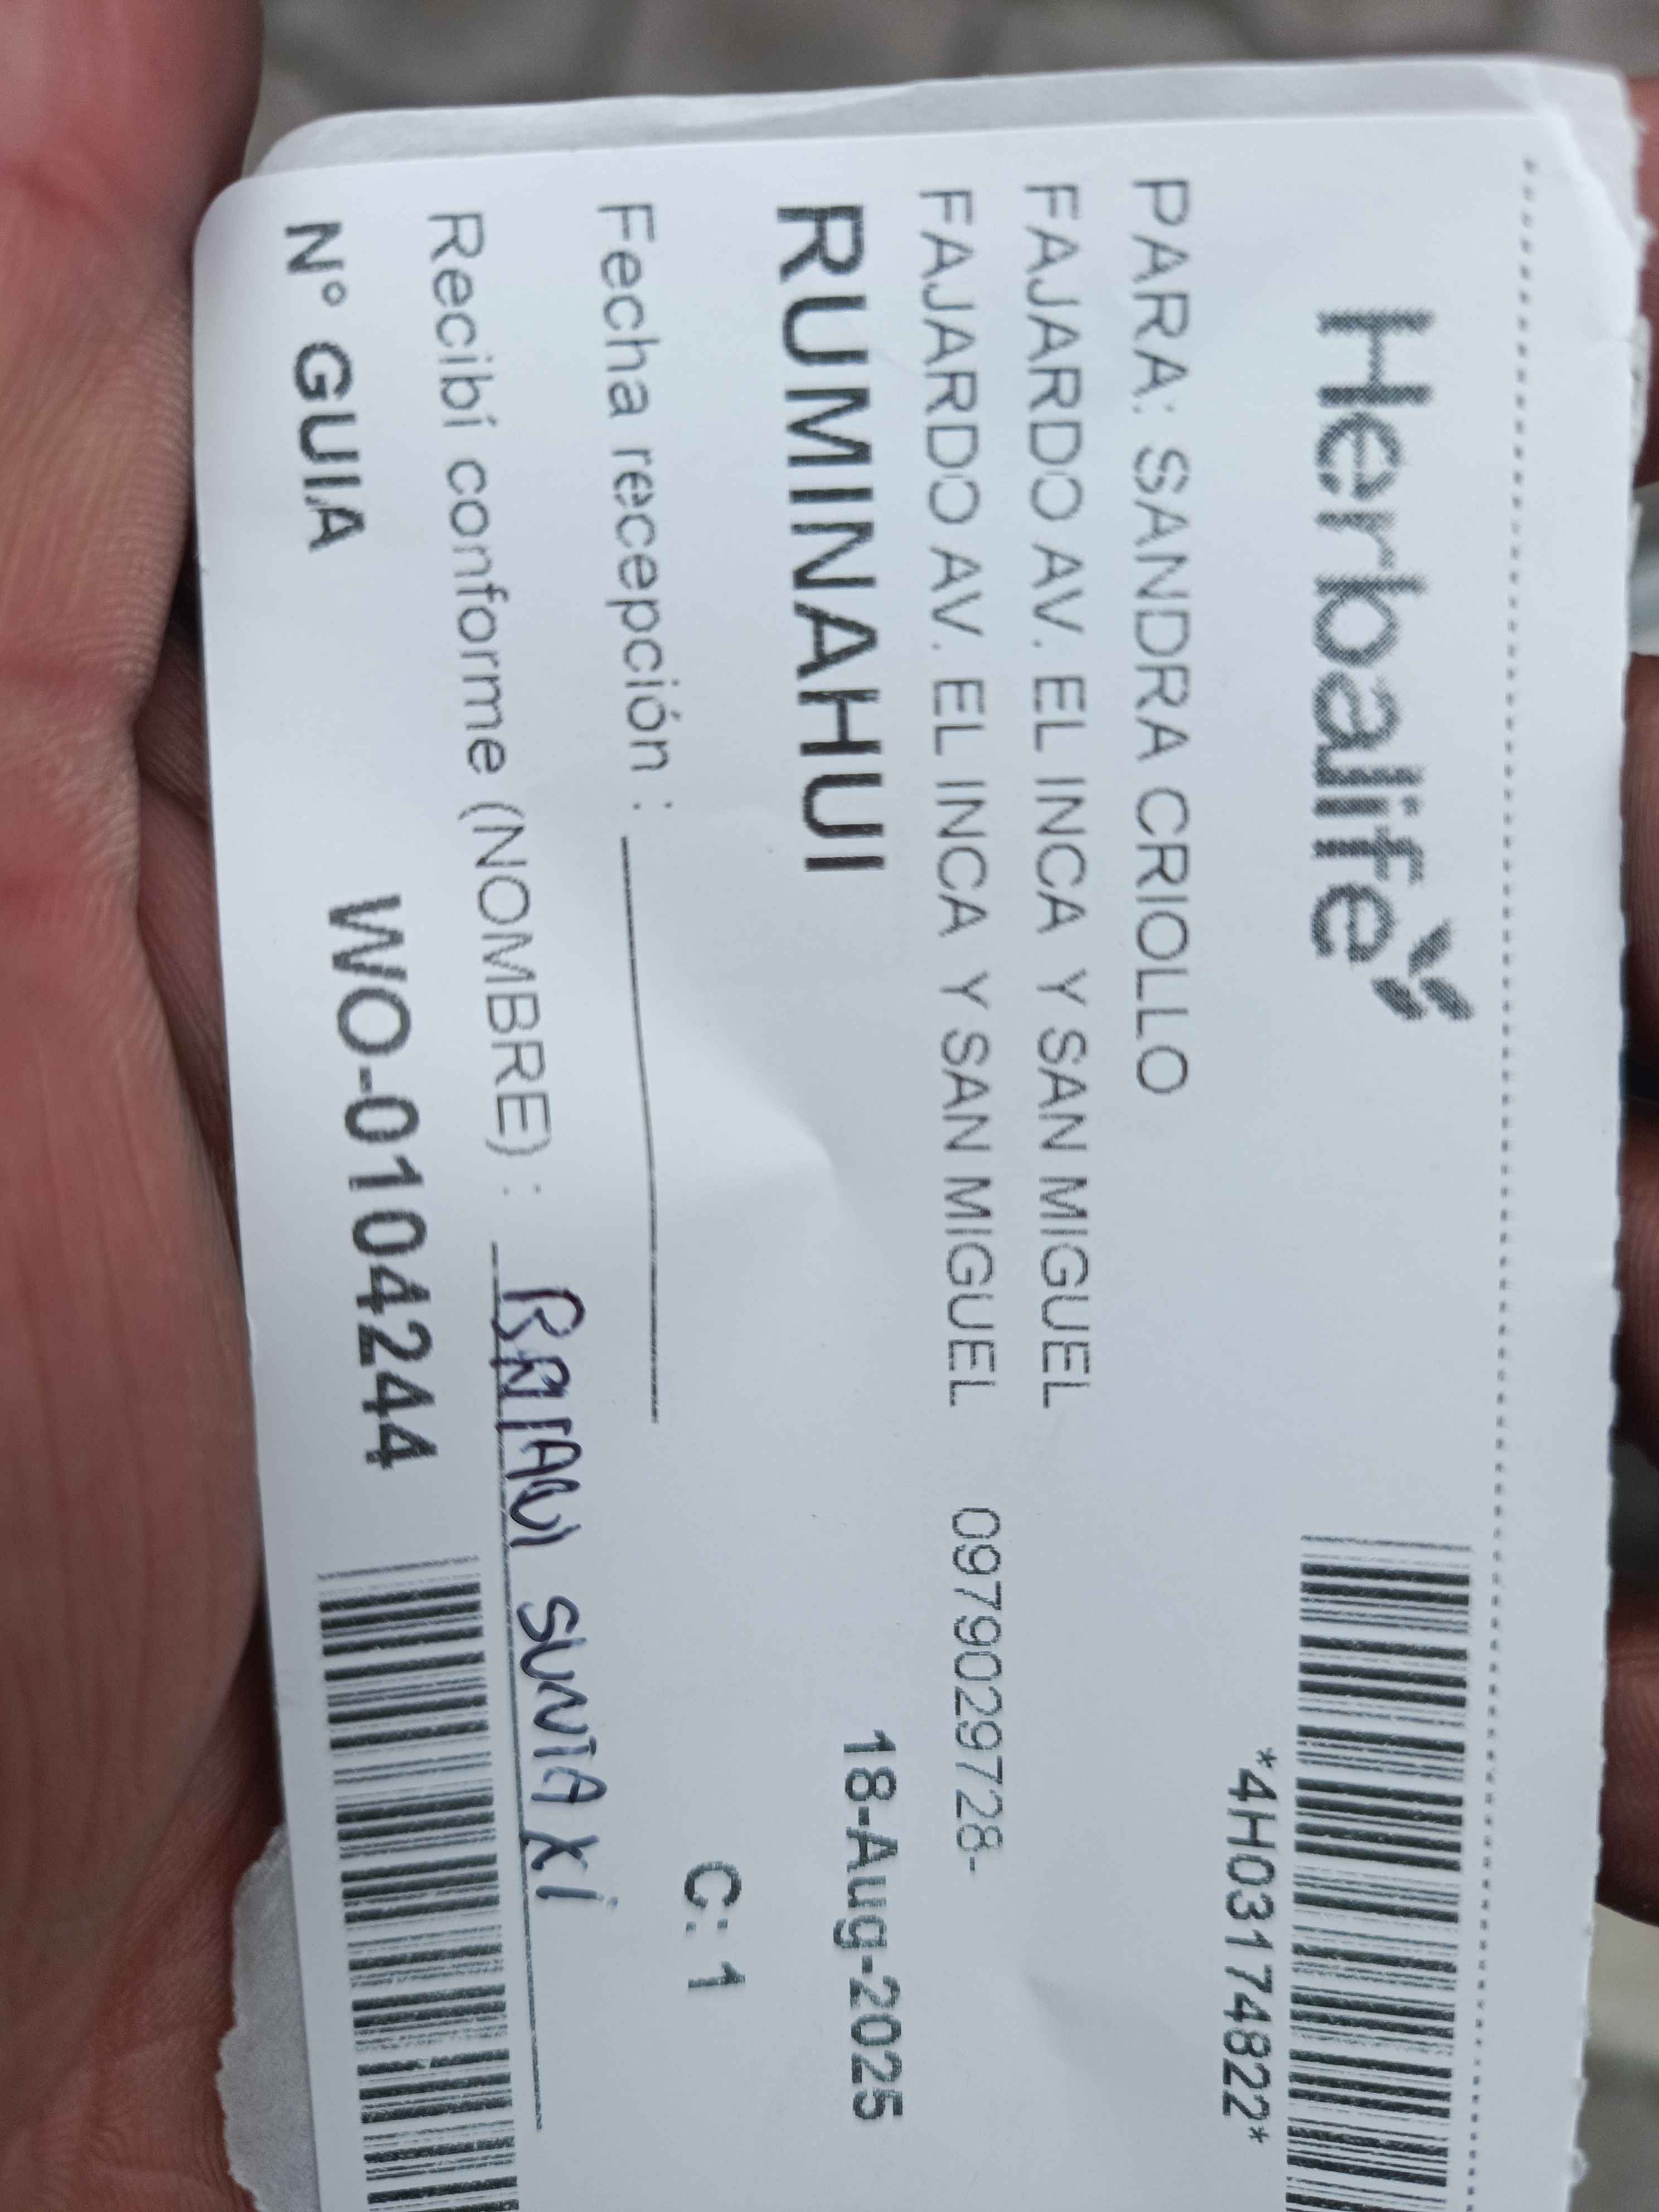 Herbalife
*4H03174822*
PARA: SANDRA CRIOLLO
FAJARDO AV. EL INCA Y SAN MIGUEL
FAJARDO AV. EL INCA Y SAN MIGUEL 0979029728-
RUMINAHUI 18-Aug-2025
Fecha recepción : C: 1
Recibí conforme (NOMBRE) : SUNTAXI
N° GUIA WO-0104244